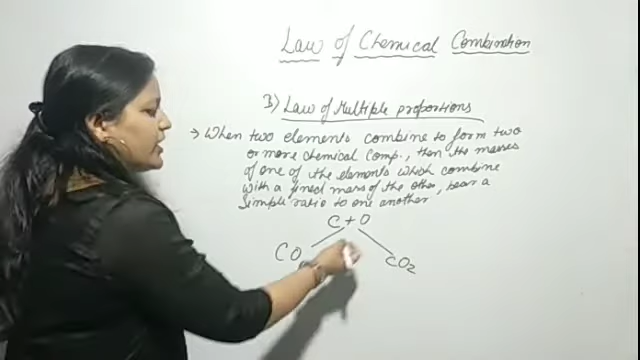 Law of Chemical Combination
3) Law of Multiple proportions
→ When two elements combine to form two
or more chemical comp., then the masses
of one of the elements which combine
with a fixed mass of the other, bear a
simple ratio to one another
C + O
CO CO₂